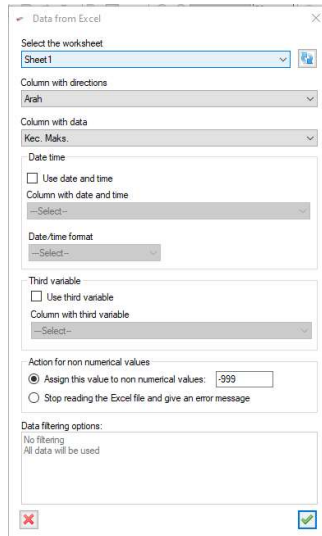 Data from Excel
Select the worksheet
Sheet1
Column with directions
Arah
Column with data
Kec. Maks.
Date time
Use date and time
Column with date and time
---Select--
Date/time format
---Select--
Third variable
Use third variable
Column with third variable
---Select--
Action for non numerical values
Assign this value to non numerical values: -999
Stop reading the Excel file and give an error message
Data filtering options:
No filtering
All data will be used